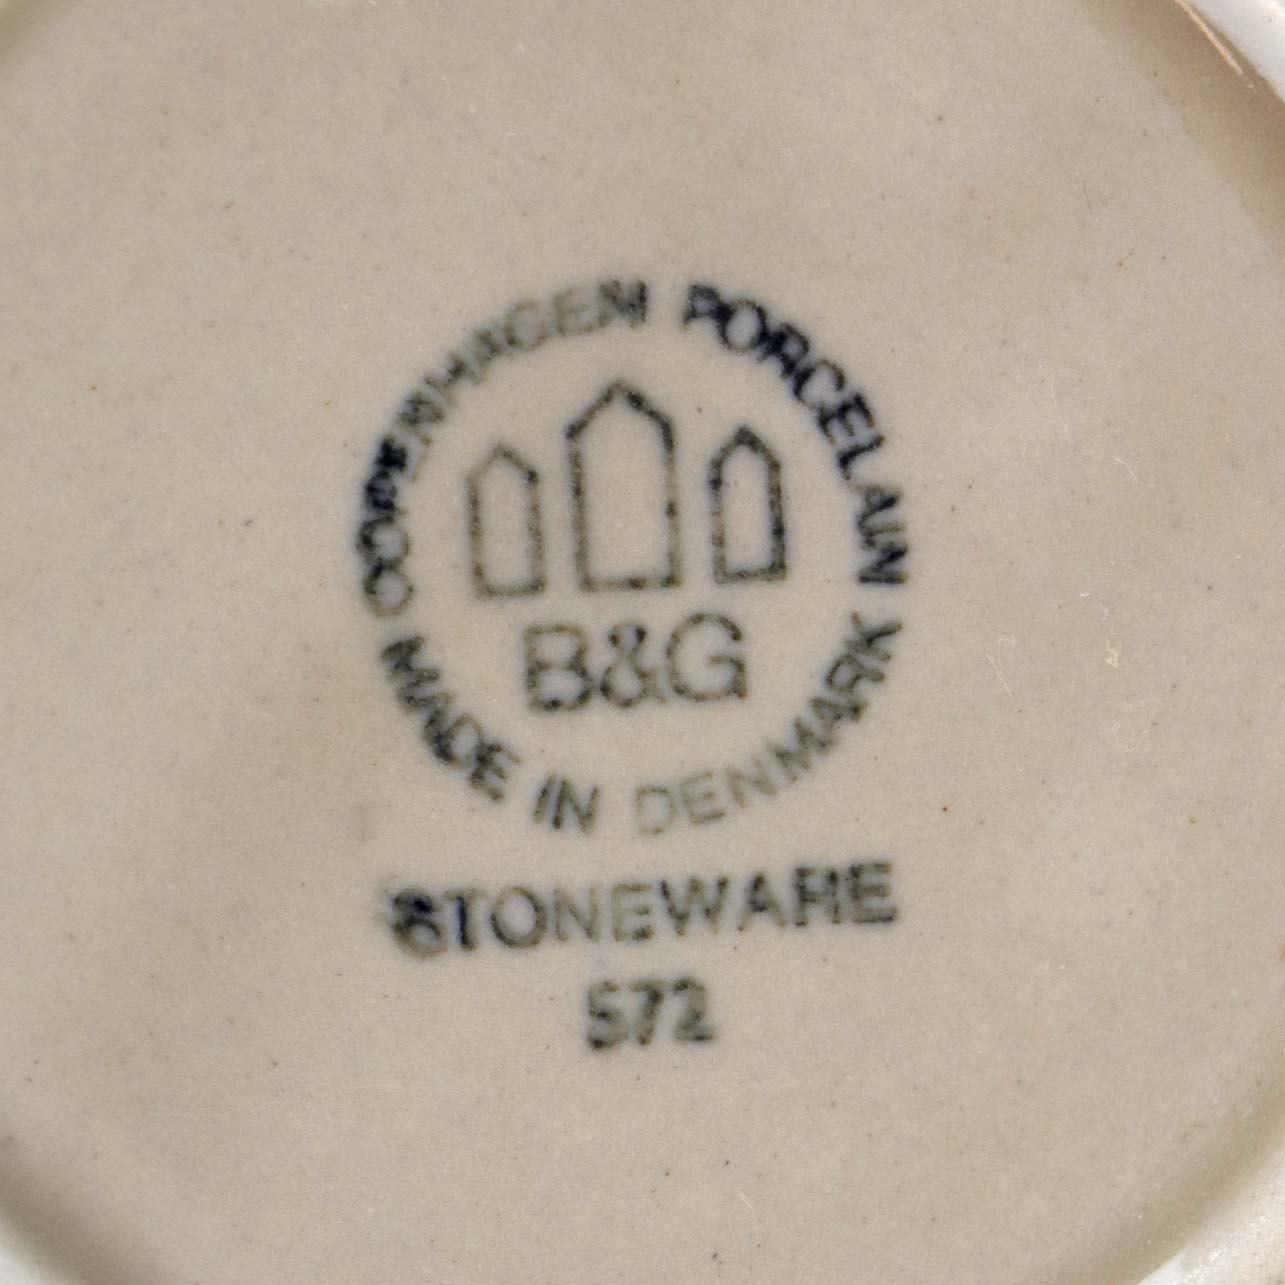 COPENHAGEN PORCELAIN
B&G
MADE IN DENMARK
STONEWARE
572